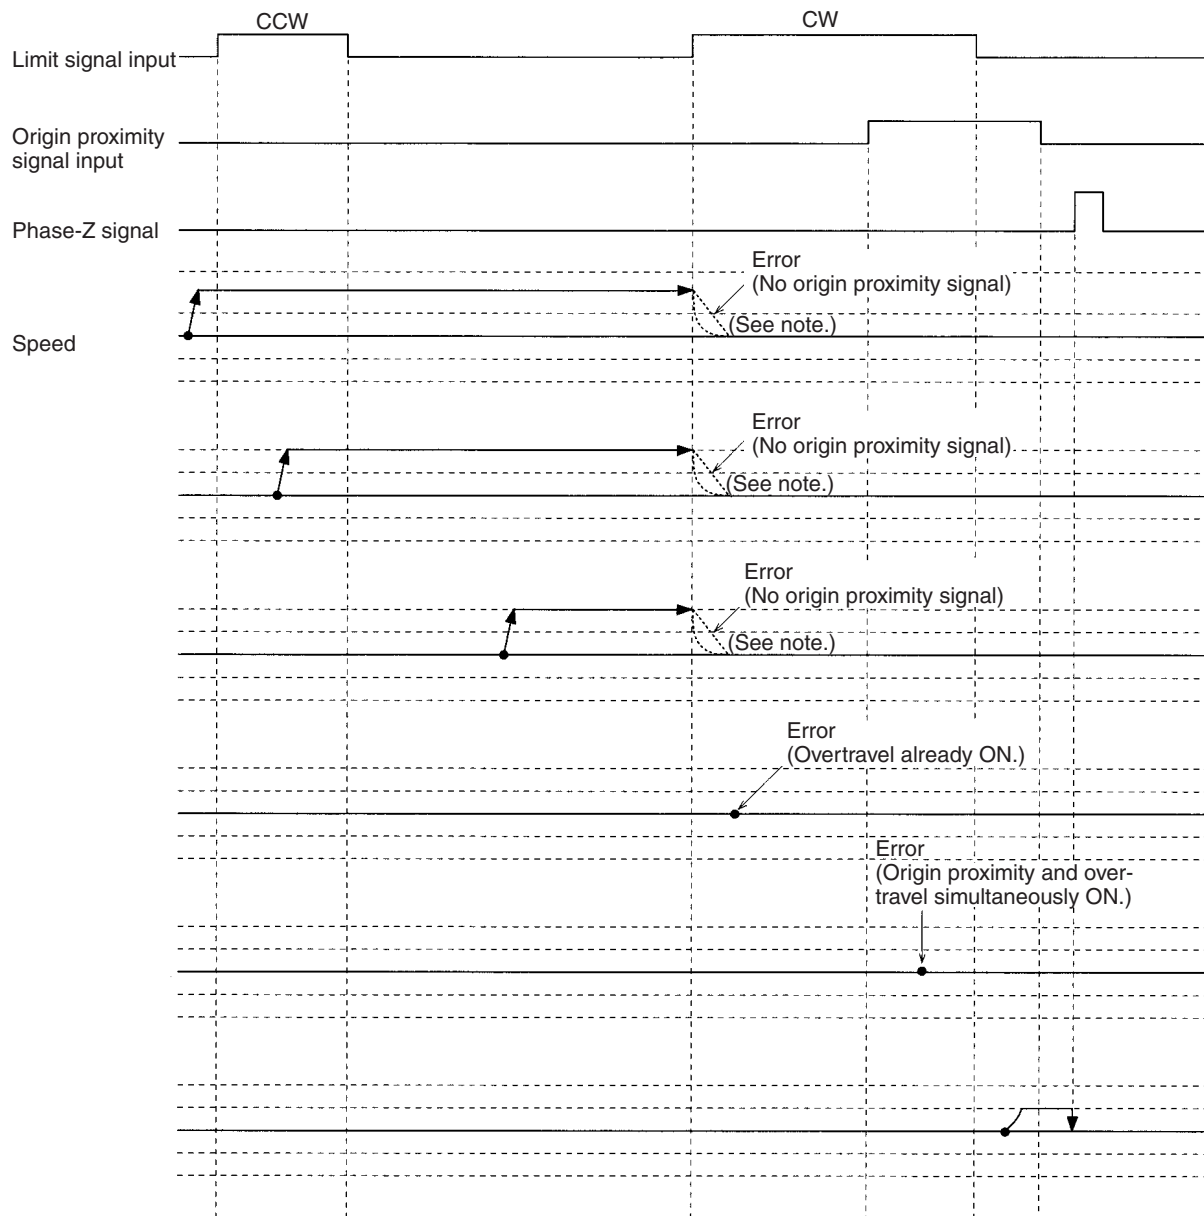 CCW
CW
Limit signal input
Origin proximity
signal input
Phase-Z signal
Error
(No origin proximity signal)
(See note.)
Speed
Error
(No origin proximity signal)
(See note.)
Error
(No origin proximity signal)
(See note.)
Error
(Overtravel already ON.)
Error
(Origin proximity and over-
travel simultaneously ON.)